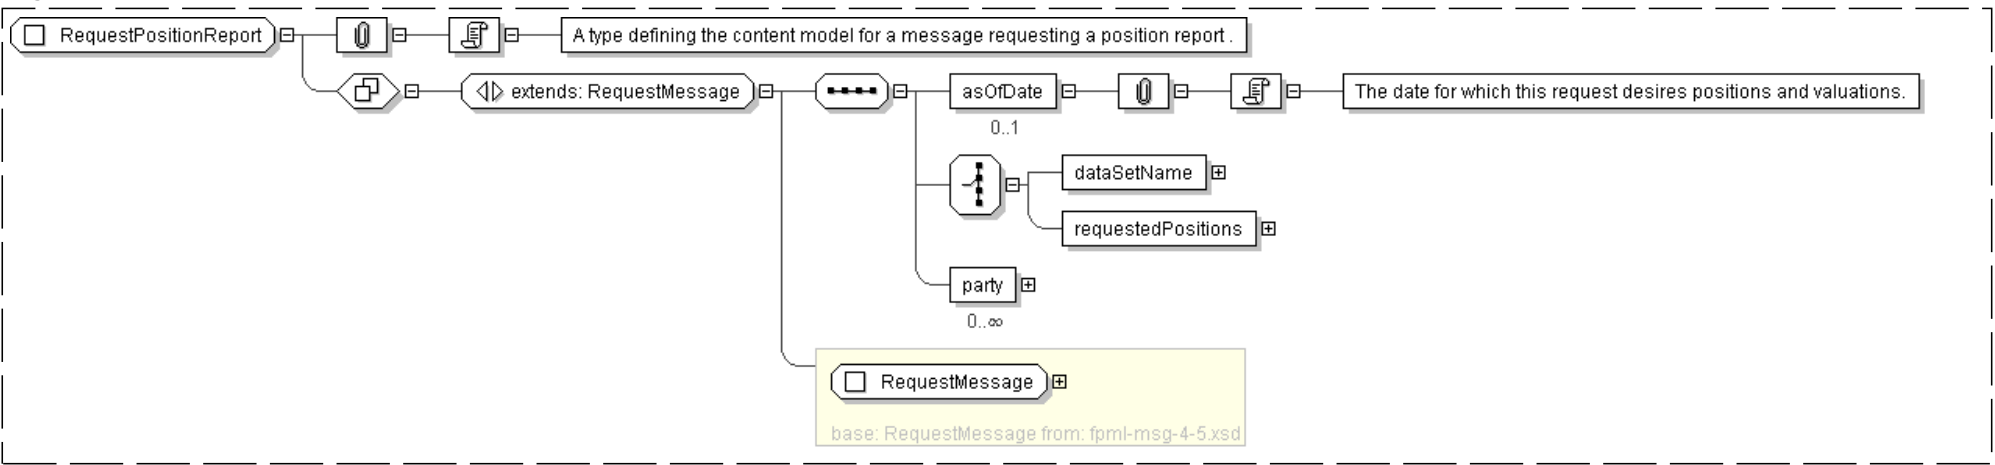 RequestPositionReport
A type defining the content model for a message requesting a position report .
extends: RequestMessage
asOfDate
The date for which this request desires positions and valuations.
0..1
dataSetName
requestedPositions
party
0..∞
RequestMessage
base: RequestMessage from: fpml-msg-4-5.xsd